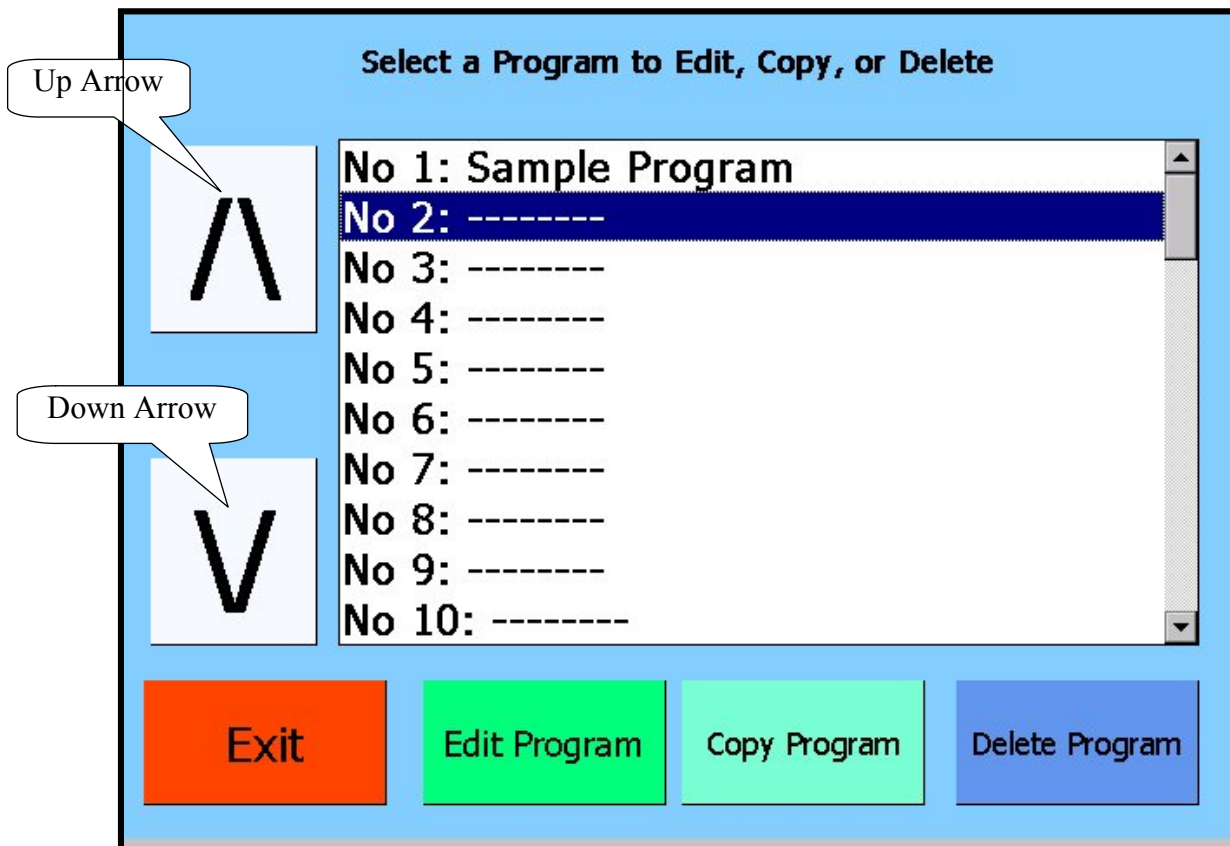 Select a Program to Edit, Copy, or Delete
Up Arrow
No 1: Sample Program
No 2: --------
No 3: --------
No 4: --------
No 5: --------
No 6: --------
No 7: --------
No 8: --------
No 9: --------
No 10: --------
Down Arrow
Exit
Edit Program
Copy Program
Delete Program